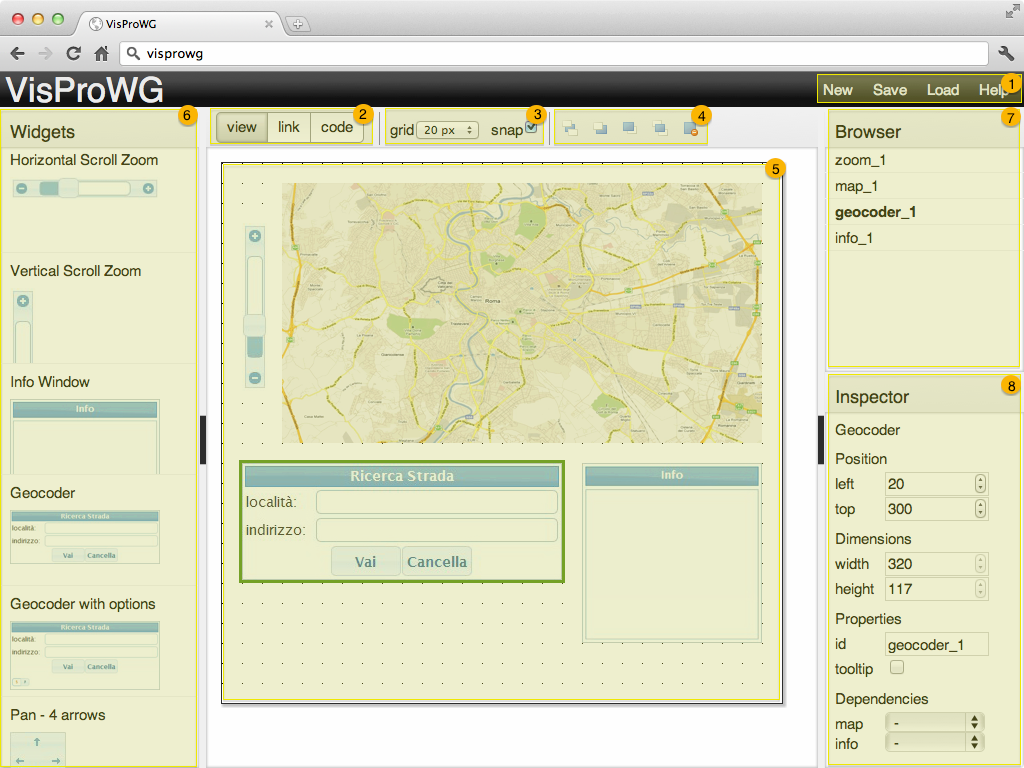 VisProWG
visprowg
VisProWG
New Save Load Help 1
Widgets 6
Horizontal Scroll Zoom
Vertical Scroll Zoom
Info Window
Info
Geocoder
Ricerca Strada
località:
indirizzo:
Vai Cancella
Geocoder with options
Ricerca Strada
località:
indirizzo:
Vai Cancella
Pan - 4 arrows
view link code 2
grid 20 px snap 3
4
5
Roma
Ricerca Strada
località:
indirizzo:
Vai Cancella
Info
Browser 7
zoom_1
map_1
geocoder_1
info_1
Inspector 8
Geocoder
Position
left 20
top 300
Dimensions
width 320
height 117
Properties
id geocoder_1
tooltip
Dependencies
map -
info -